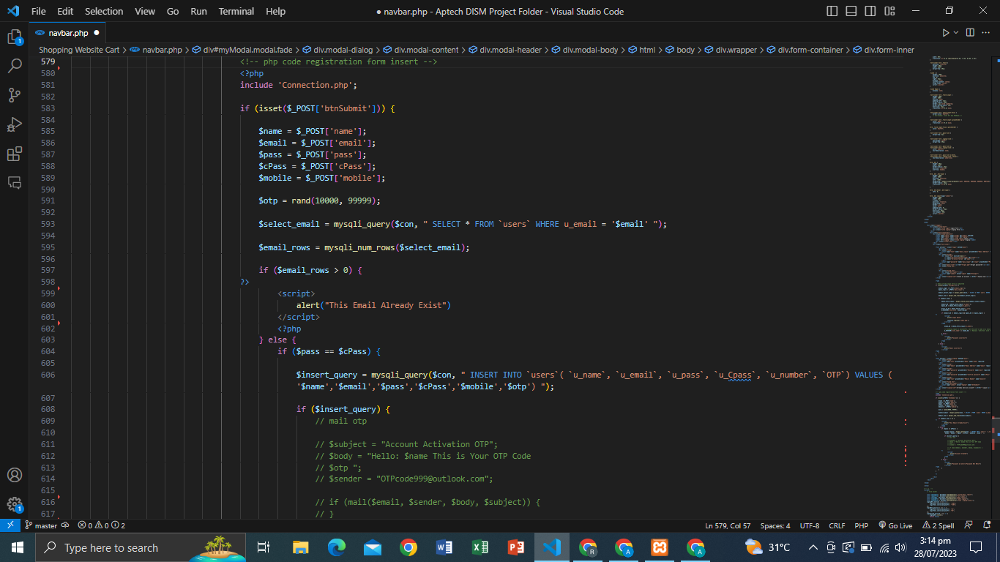 File Edit Selection View Go Run Terminal Help
● navbar.php - Aptech DISM Project Folder - Visual Studio Code
navbar.php ●
Shopping Website Cart > navbar.php > div#myModal.modal.fade > div.modal-dialog > div.modal-content > div.modal-header > div.modal-body > html > body > div.wrapper > div.form-container > div.form-inner
579 <!-- php code registration form insert -->
580 <?php
581 include 'Connection.php';
582
583 if (isset($_POST['btnSubmit'])) {
584
585 $name = $_POST['name'];
586 $email = $_POST['email'];
587 $pass = $_POST['pass'];
588 $cPass = $_POST['cPass'];
589 $mobile = $_POST['mobile'];
590
591 $otp = rand(10000, 99999);
592
593 $select_email = mysqli_query($con, " SELECT * FROM `users` WHERE u_email = '$email' ");
594
595 $email_rows = mysqli_num_rows($select_email);
596
597 if ($email_rows > 0) {
598 ?>
599 <script>
600 alert("This Email Already Exist")
601 </script>
602 <?php
603 } else {
604 if ($pass == $cPass) {
605
606 $insert_query = mysqli_query($con, " INSERT INTO `users`( `u_name`, `u_email`, `u_pass`, `u_Cpass`, `u_number`, `OTP`) VALUES (
'$name','$email','$pass','$cPass','$mobile','$otp') ");
607
608 if ($insert_query) {
609 // mail otp
610
611 // $subject = "Account Activation OTP";
612 // $body = "Hello: $name This is Your OTP Code
613 // $otp ";
614 // $sender = "OTPcode999@outlook.com";
615
616 // if (mail($email, $sender, $body, $subject)) {
617 // }
1
1
master 0 0 2
Ln 579, Col 57 Spaces: 4 UTF-8 CRLF PHP Go Live 2 Spell
Type here to search
R
A
A
31°C
3:14 pm
28/07/2023